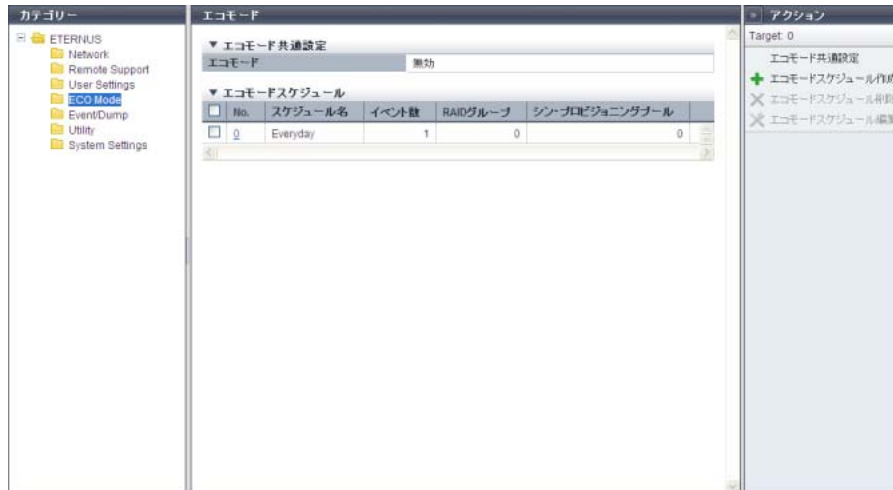 カテゴリー
ETERNUS
Network
Remote Support
User Settings
ECO Mode
Event/Dump
Utility
System Settings
エコモード
▼ エコモード共通設定
エコモード 無効
▼ エコモードスケジュール
No. スケジュール名 イベント数 RAIDグループ シン・プロビジョニングプール
0 Everyday 1 0 0
» アクション
Target: 0
エコモード共通設定
エコモードスケジュール作成
エコモードスケジュール削除
エコモードスケジュール編集